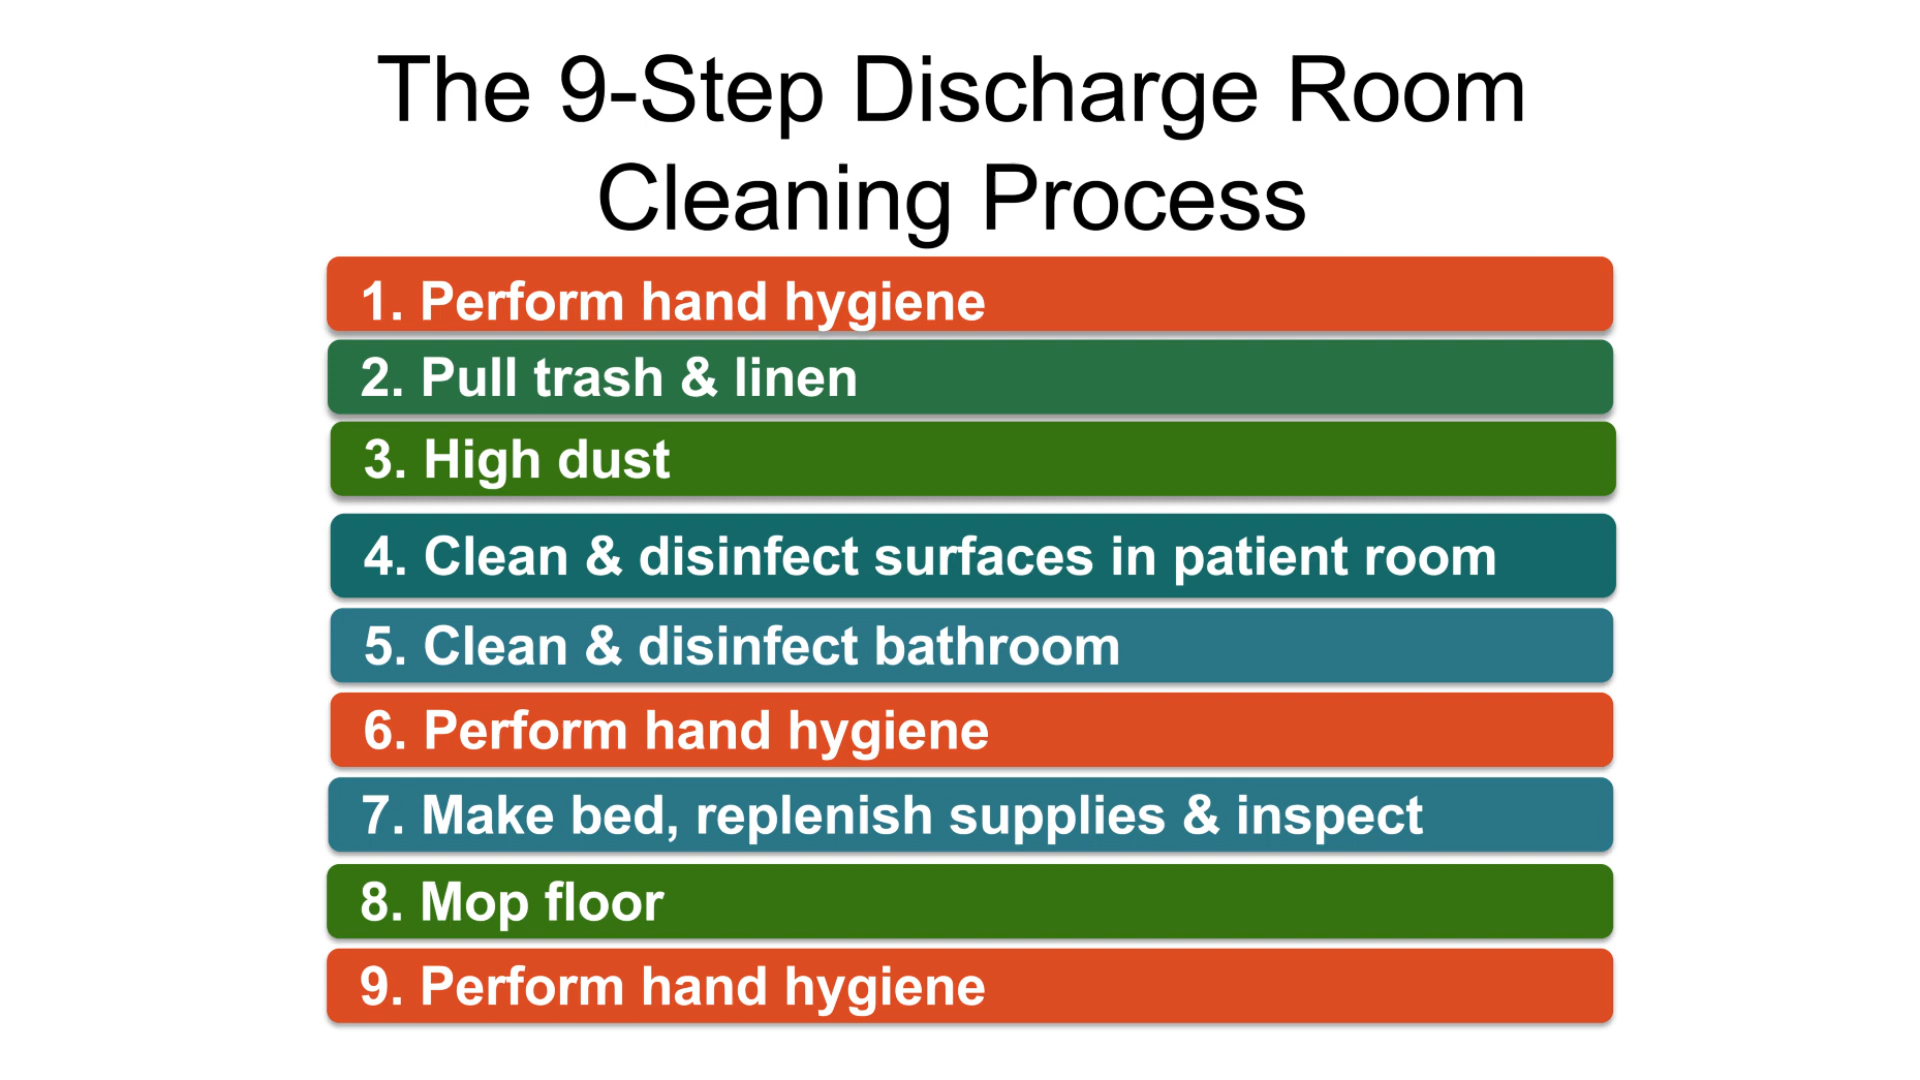 The 9-Step Discharge Room
Cleaning Process
1. Perform hand hygiene
2. Pull trash & linen
3. High dust
4. Clean & disinfect surfaces in patient room
5. Clean & disinfect bathroom
6. Perform hand hygiene
7. Make bed, replenish supplies & inspect
8. Mop floor
9. Perform hand hygiene